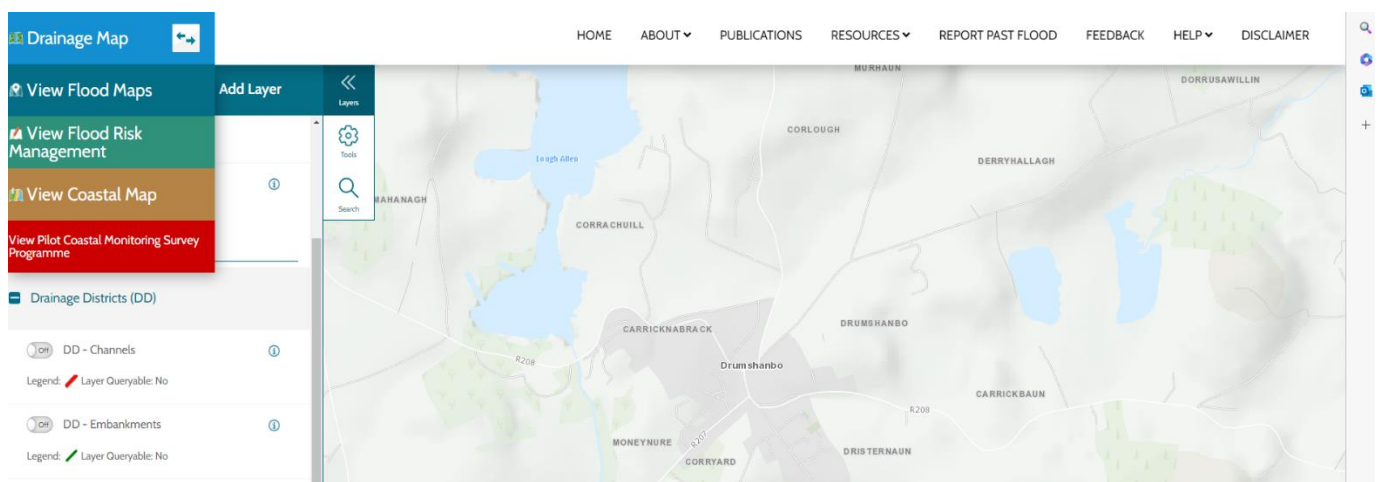 Drainage Map
HOME ABOUT PUBLICATIONS RESOURCES REPORT PAST FLOOD FEEDBACK HELP DISCLAIMER
View Flood Maps
Add Layer
Layers
View Flood Risk
Management
Tools
View Coastal Map
Search
View Pilot Coastal Monitoring Survey
Programme
Drainage Districts (DD)
Off DD - Channels
Legend: Layer Queryable: No
Off DD - Embankments
Legend: Layer Queryable: No
MURHAUN
DORRUSAWILLIN
CORLOUGH
Lough Allen
DERRYHALLAGH
MAHANAGH
CORRACHUILL
CARRICKNABRACK
DRUMSHANBO
R208
Drumshanbo
CARRICKBAUN
R208
MONEYNURE
R207
DRISTERNAUN
CORRYARD